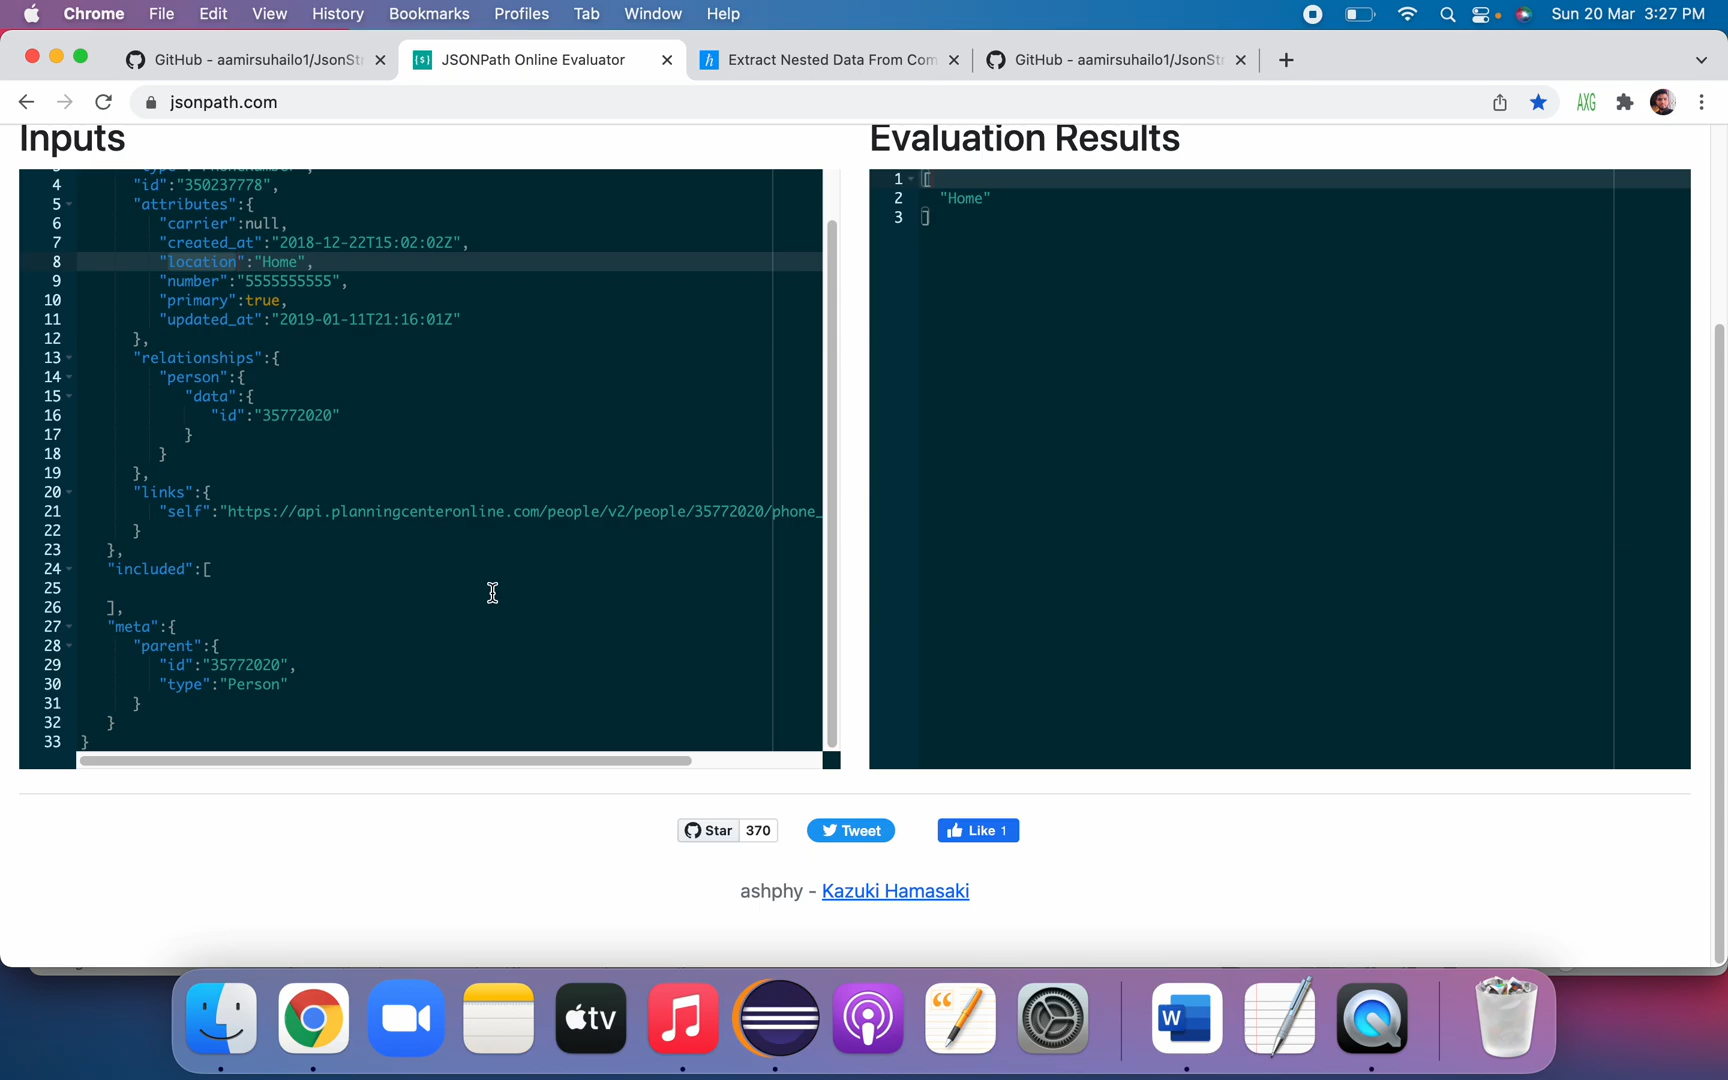 Chrome File Edit View History Bookmarks Profiles Tab Window Help Sun 20 Mar 3:27 PM
GitHub - aamirsuhailo1/JsonStr JSONPath Online Evaluator Extract Nested Data From Com GitHub - aamirsuhailo1/JsonStr
jsonpath.com AXG
Inputs Evaluation Results
4 "id":"350237778",
5 "attributes":{
6 "carrier":null,
7 "created_at":"2018-12-22T15:02:02Z",
8 "location":"Home",
9 "number":"5555555555",
10 "primary":true,
11 "updated_at":"2019-01-11T21:16:01Z"
12 },
13 "relationships":{
14 "person":{
15 "data":{
16 "id":"35772020"
17 }
18 }
19 },
20 "links":{
21 "self":"https://api.planningcenteronline.com/people/v2/people/35772020/phone_
22 }
23 },
24 "included":[
25
26 ],
27 "meta":{
28 "parent":{
29 "id":"35772020",
30 "type":"Person"
31 }
32 }
33 }
1 [
2 "Home"
3 ]
Star 370 Tweet Like 1
ashphy - Kazuki Hamasaki
tv W